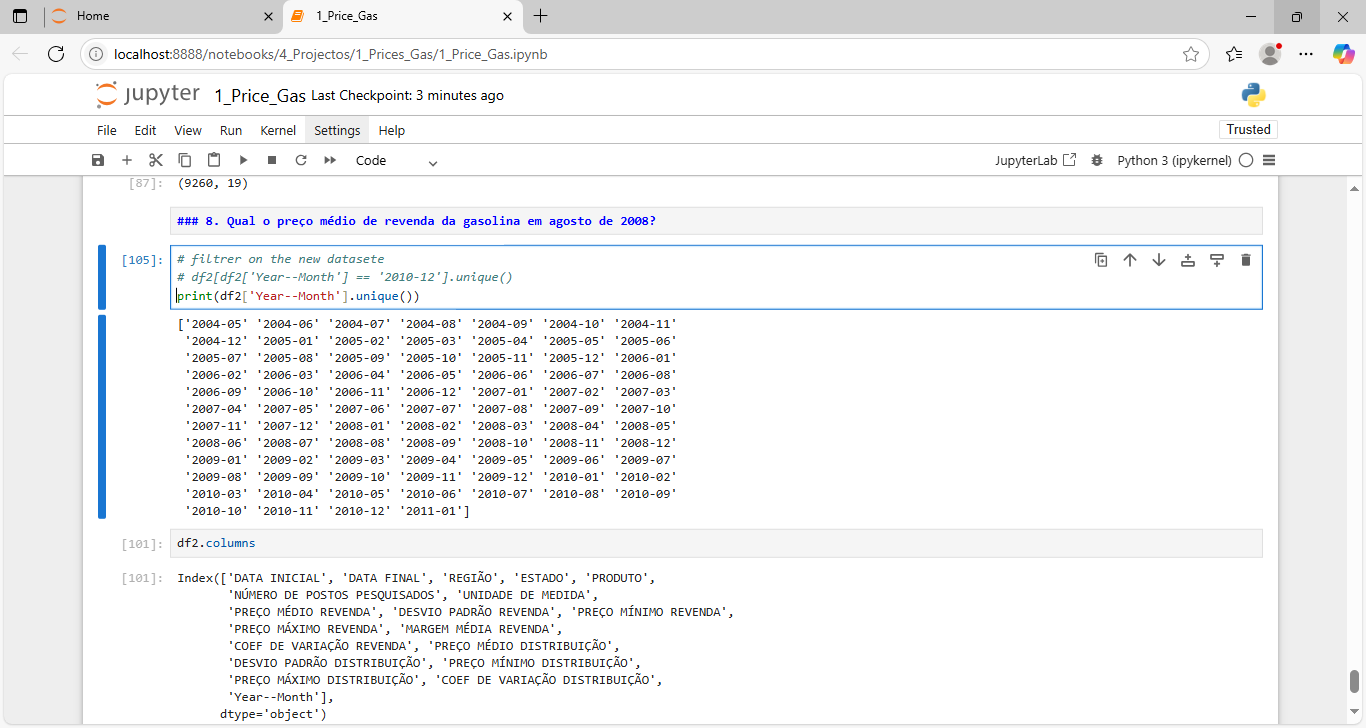 Home
1_Price_Gas
localhost:8888/notebooks/4_Projectos/1_Prices_Gas/1_Price_Gas.ipynb
jupyter 1_Price_Gas Last Checkpoint: 3 minutes ago
File Edit View Run Kernel Settings Help
Trusted
Code
JupyterLab
Python 3 (ipykernel)
[87]: (9260, 19)
### 8. Qual o preço médio de revenda da gasolina em agosto de 2008?
[105]: # filtrer on the new datasete
# df2[df2['Year--Month'] == '2010-12'].unique()
print(df2['Year--Month'].unique())
['2004-05' '2004-06' '2004-07' '2004-08' '2004-09' '2004-10' '2004-11'
'2004-12' '2005-01' '2005-02' '2005-03' '2005-04' '2005-05' '2005-06'
'2005-07' '2005-08' '2005-09' '2005-10' '2005-11' '2005-12' '2006-01'
'2006-02' '2006-03' '2006-04' '2006-05' '2006-06' '2006-07' '2006-08'
'2006-09' '2006-10' '2006-11' '2006-12' '2007-01' '2007-02' '2007-03'
'2007-04' '2007-05' '2007-06' '2007-07' '2007-08' '2007-09' '2007-10'
'2007-11' '2007-12' '2008-01' '2008-02' '2008-03' '2008-04' '2008-05'
'2008-06' '2008-07' '2008-08' '2008-09' '2008-10' '2008-11' '2008-12'
'2009-01' '2009-02' '2009-03' '2009-04' '2009-05' '2009-06' '2009-07'
'2009-08' '2009-09' '2009-10' '2009-11' '2009-12' '2010-01' '2010-02'
'2010-03' '2010-04' '2010-05' '2010-06' '2010-07' '2010-08' '2010-09'
'2010-10' '2010-11' '2010-12' '2011-01']
[101]: df2.columns
[101]: Index(['DATA INICIAL', 'DATA FINAL', 'REGIÃO', 'ESTADO', 'PRODUTO',
'NÚMERO DE POSTOS PESQUISADOS', 'UNIDADE DE MEDIDA',
'PREÇO MÉDIO REVENDA', 'DESVIO PADRÃO REVENDA', 'PREÇO MÍNIMO REVENDA',
'PREÇO MÁXIMO REVENDA', 'MARGEM MÉDIA REVENDA',
'COEF DE VARIAÇÃO REVENDA', 'PREÇO MÉDIO DISTRIBUIÇÃO',
'DESVIO PADRÃO DISTRIBUIÇÃO', 'PREÇO MÍNIMO DISTRIBUIÇÃO',
'PREÇO MÁXIMO DISTRIBUIÇÃO', 'COEF DE VARIAÇÃO DISTRIBUIÇÃO',
'Year--Month'],
dtype='object')